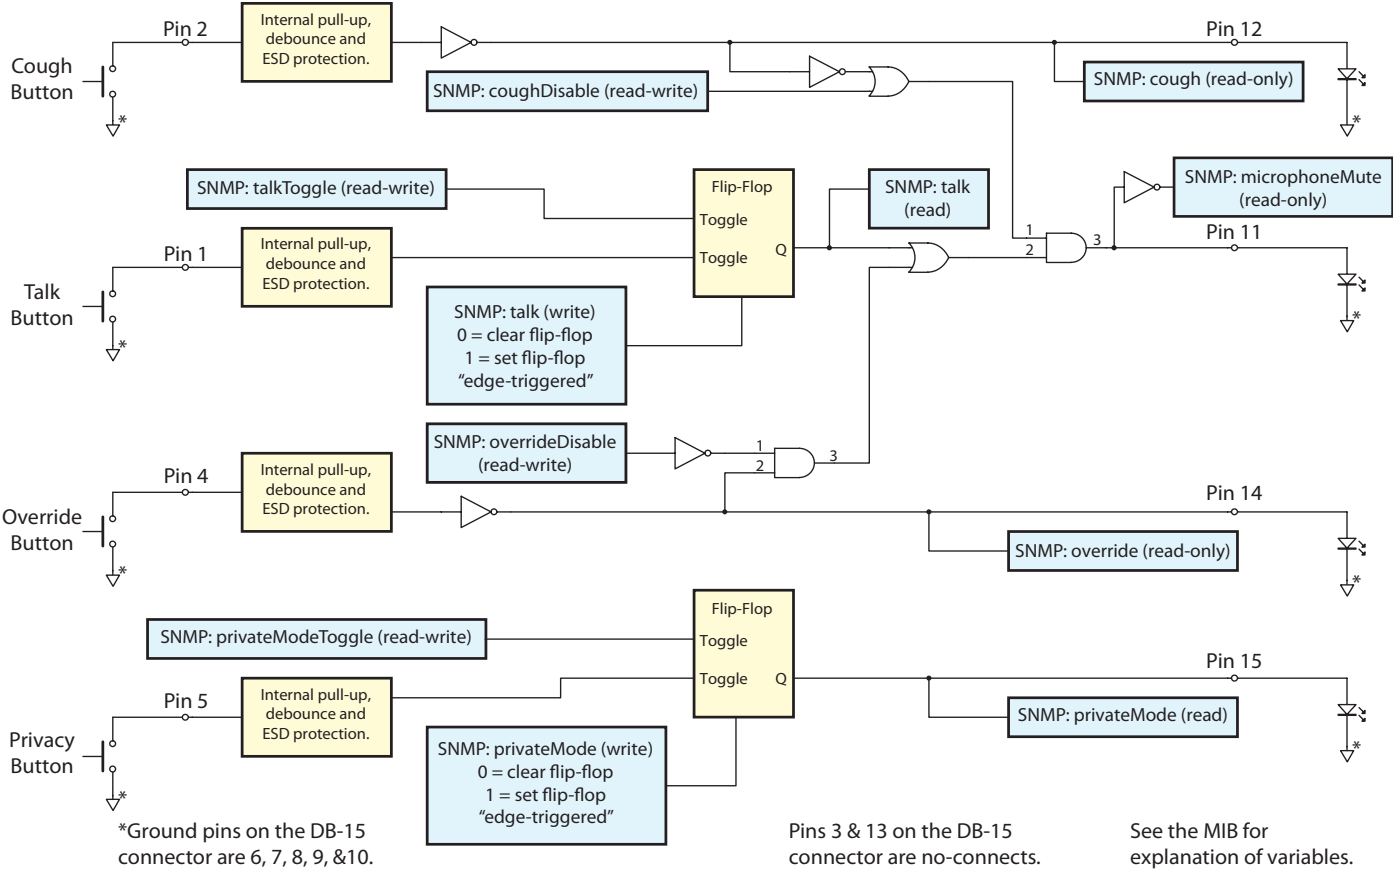 Pin 2
Internal pull-up,
debounce and
ESD protection.
Pin 12
Cough
Button
*
SNMP: coughDisable (read-write)
SNMP: cough (read-only)
*
SNMP: talkToggle (read-write)
Flip-Flop
Toggle
Toggle
Q
SNMP: talk
(read)
SNMP: microphoneMute
(read-only)
1
2
3
Pin 11
*
Pin 1
Internal pull-up,
debounce and
ESD protection.
Talk
Button
*
SNMP: talk (write)
0 = clear flip-flop
1 = set flip-flop
“edge-triggered”
SNMP: overrideDisable
(read-write)
1
2
3
Pin 4
Internal pull-up,
debounce and
ESD protection.
Override
Button
*
Pin 14
SNMP: override (read-only)
*
Flip-Flop
Toggle
Toggle
Q
SNMP: privateModeToggle (read-write)
Pin 15
SNMP: privateMode (read)
*
Pin 5
Internal pull-up,
debounce and
ESD protection.
Privacy
Button
*
SNMP: privateMode (write)
0 = clear flip-flop
1 = set flip-flop
“edge-triggered”
*Ground pins on the DB-15
connector are 6, 7, 8, 9, &10.
Pins 3 & 13 on the DB-15
connector are no-connects.
See the MIB for
explanation of variables.